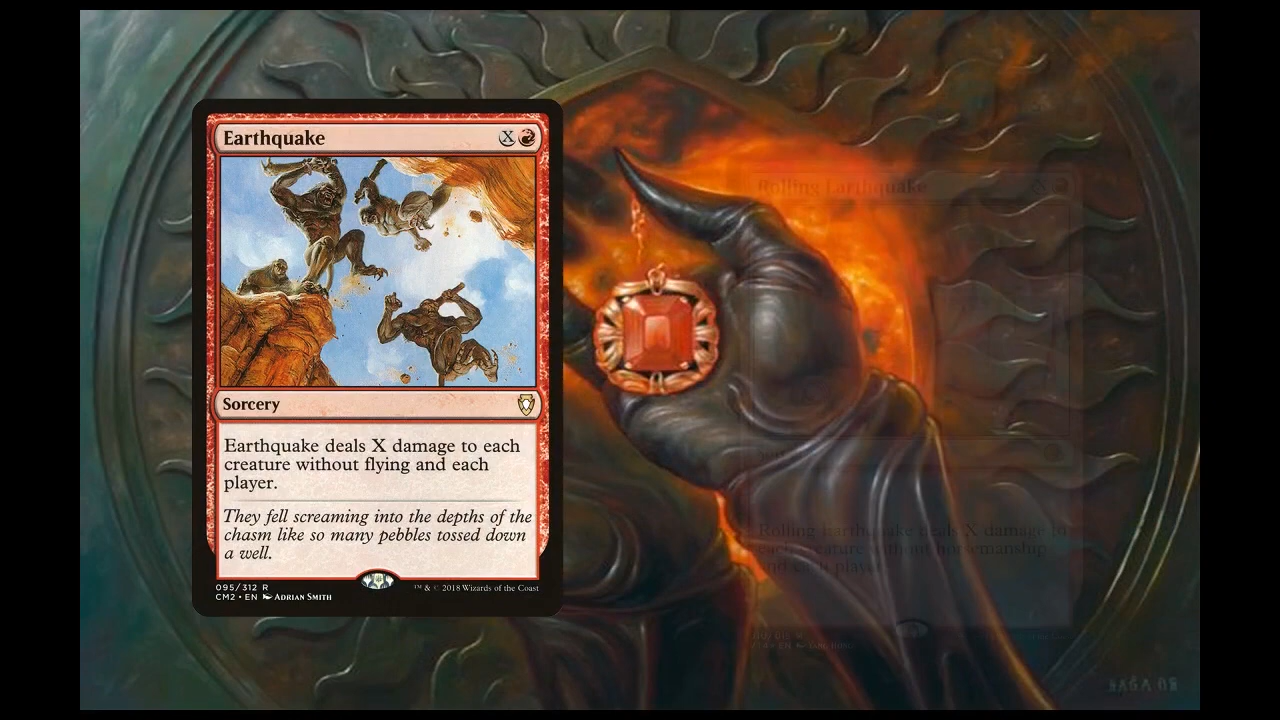 Earthquake
X
Sorcery
Earthquake deals X damage to each
creature without flying and each
player.
They fell screaming into the depths of the
chasm like so many pebbles tossed down
a well.
095/312 R
CM2 • EN Adrian Smith
™ & © 2018 Wizards of the Coast
Rolling Earthquake
Rolling Earthquake deals X damage to
each creature without horsemanship
and each player.